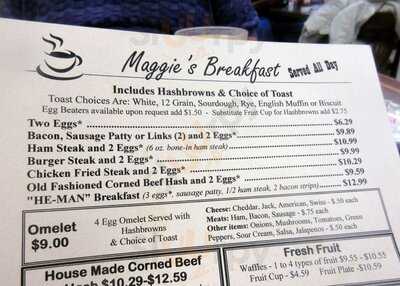 Maggie's Breakfast Served All Day
Includes Hashbrowns & Choice of Toast
Toast Choices Are: White, 12 Grain, Sourdough, Rye, English Muffin or Biscuit
Egg Beaters available upon request add $1.50 - Substitute Fruit Cup for Hashbrowns add $2.75
Two Eggs* $6.29
Bacon, Sausage Patty or Links (2) and 2 Eggs* $9.89
Ham Steak and 2 Eggs* (6 oz. bone-in ham steak) $10.99
Burger Steak and 2 Eggs* $9.99
Chicken Fried Steak and 2 Eggs* $10.29
Old Fashioned Corned Beef Hash and 2 Eggs* $9.59
"HE-MAN" Breakfast (3 eggs*, sausage patty, 1/2 ham steak, 2 bacon strips) $12.99
Omelet
$9.00
4 Egg Omelet Served with
Hashbrowns
& Choice of Toast
Cheese: Cheddar, Jack, American, Swiss - $.50 each
Meats: Ham, Bacon, Sausage - $.75 each
Other items: Onions, Mushrooms, Tomatoes, Green
Peppers, Sour Cream, Salsa, Jalapenos - $.50 each
House Made Corned Beef
Hash $10.29-$12.59
Fresh Fruit
Waffles - 1 to 4 types of fruit $9.55 - $10.55
Fruit Cup - $4.59 Fruit Plate -$10.59